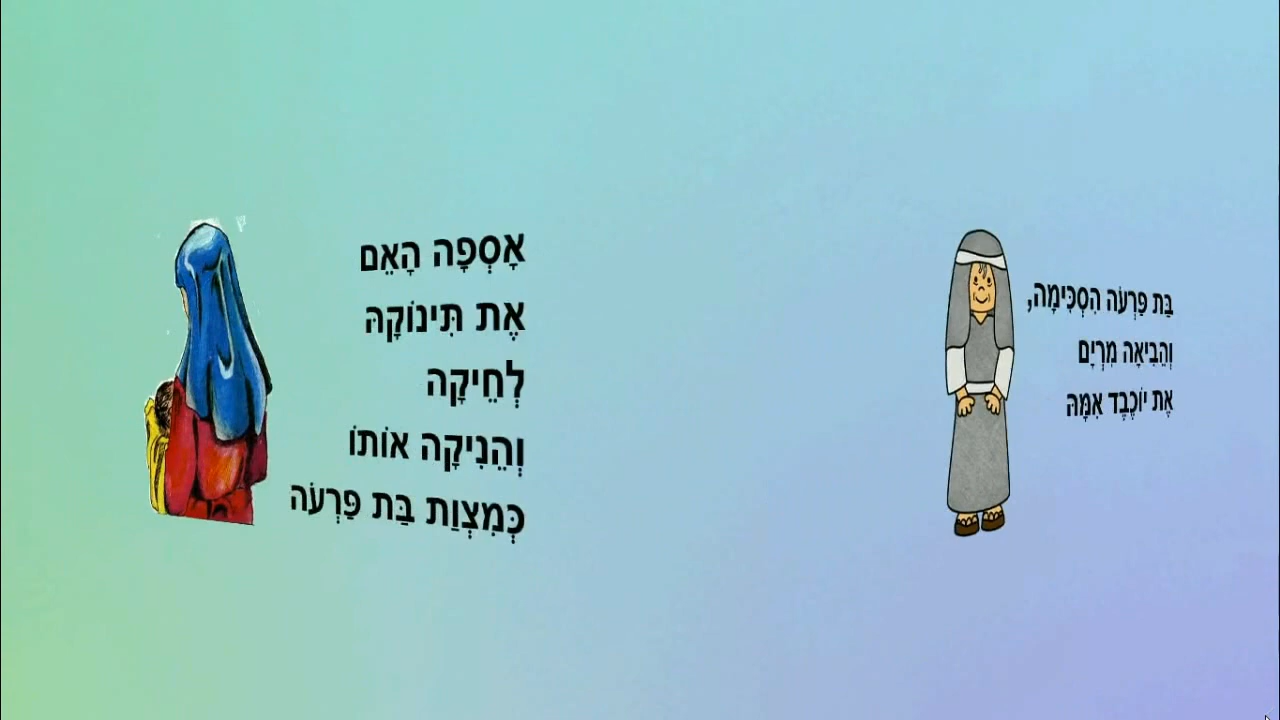 בַּת פַּרְעֹה הִסְכִּימָה,
וְהֵבִיאָה מִרְיָם
אֶת יוֹכֶבֶד אִמָּהּ
אָסְפָה הָאֵם
אֶת תִּינוֹקָהּ
לְחֵיקָהּ
וְהֵנִיקָה אוֹתוֹ
כְּמִצְוַת בַּת פַּרְעֹה